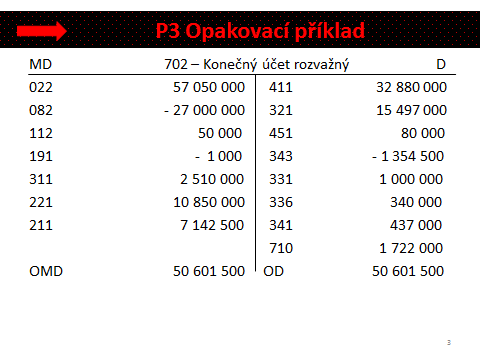 P3 Opakovací příklad
MD 702 – Konečný účet rozvažný D
022 57 050 000 411 32 880 000
082 - 27 000 000 321 15 497 000
112 50 000 451 80 000
191 - 1 000 343 - 1 354 500
311 2 510 000 331 1 000 000
221 10 850 000 336 340 000
211 7 142 500 341 437 000
710 1 722 000
OMD 50 601 500 OD 50 601 500
3